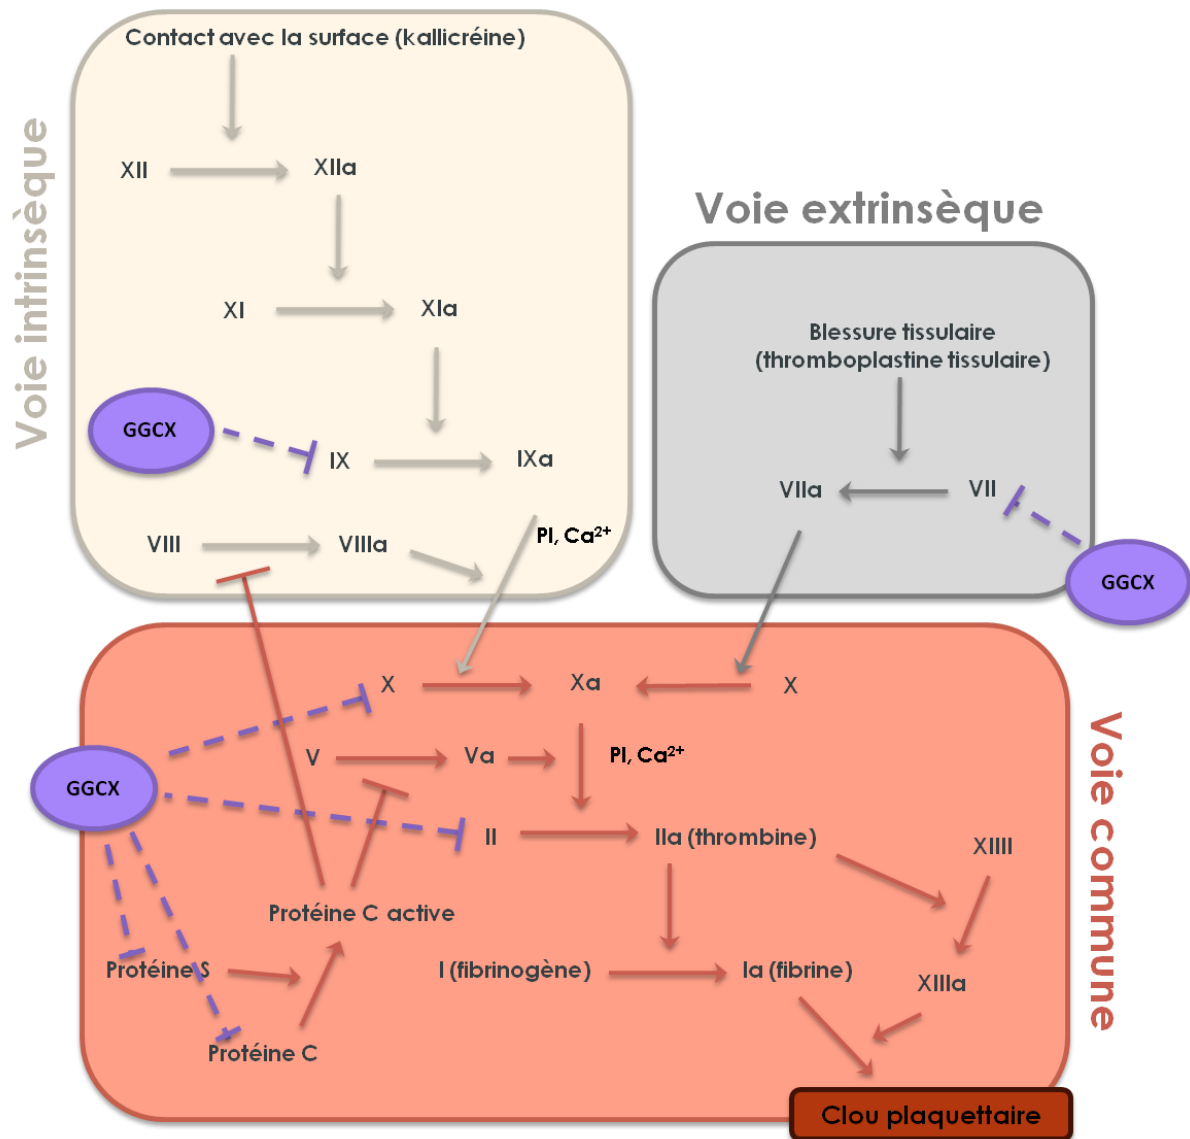 Contact avec la surface (kallicréine)
Voie intrinsèque
XII
XIIa
XI
XIa
GGCX
IX
IXa
VIII
VIIIa
PI, Ca²⁺
Voie extrinsèque
Blessure tissulaire
(thromboplastine tissulaire)
VIIa
VII
GGCX
X
Xa
X
V
Va
PI, Ca²⁺
GGCX
II
IIa (thrombine)
XIIII
Protéine C active
Protéine S
I (fibrinogène)
Ia (fibrine)
XIIIa
Protéine C
Voie commune
Clou plaquettaire